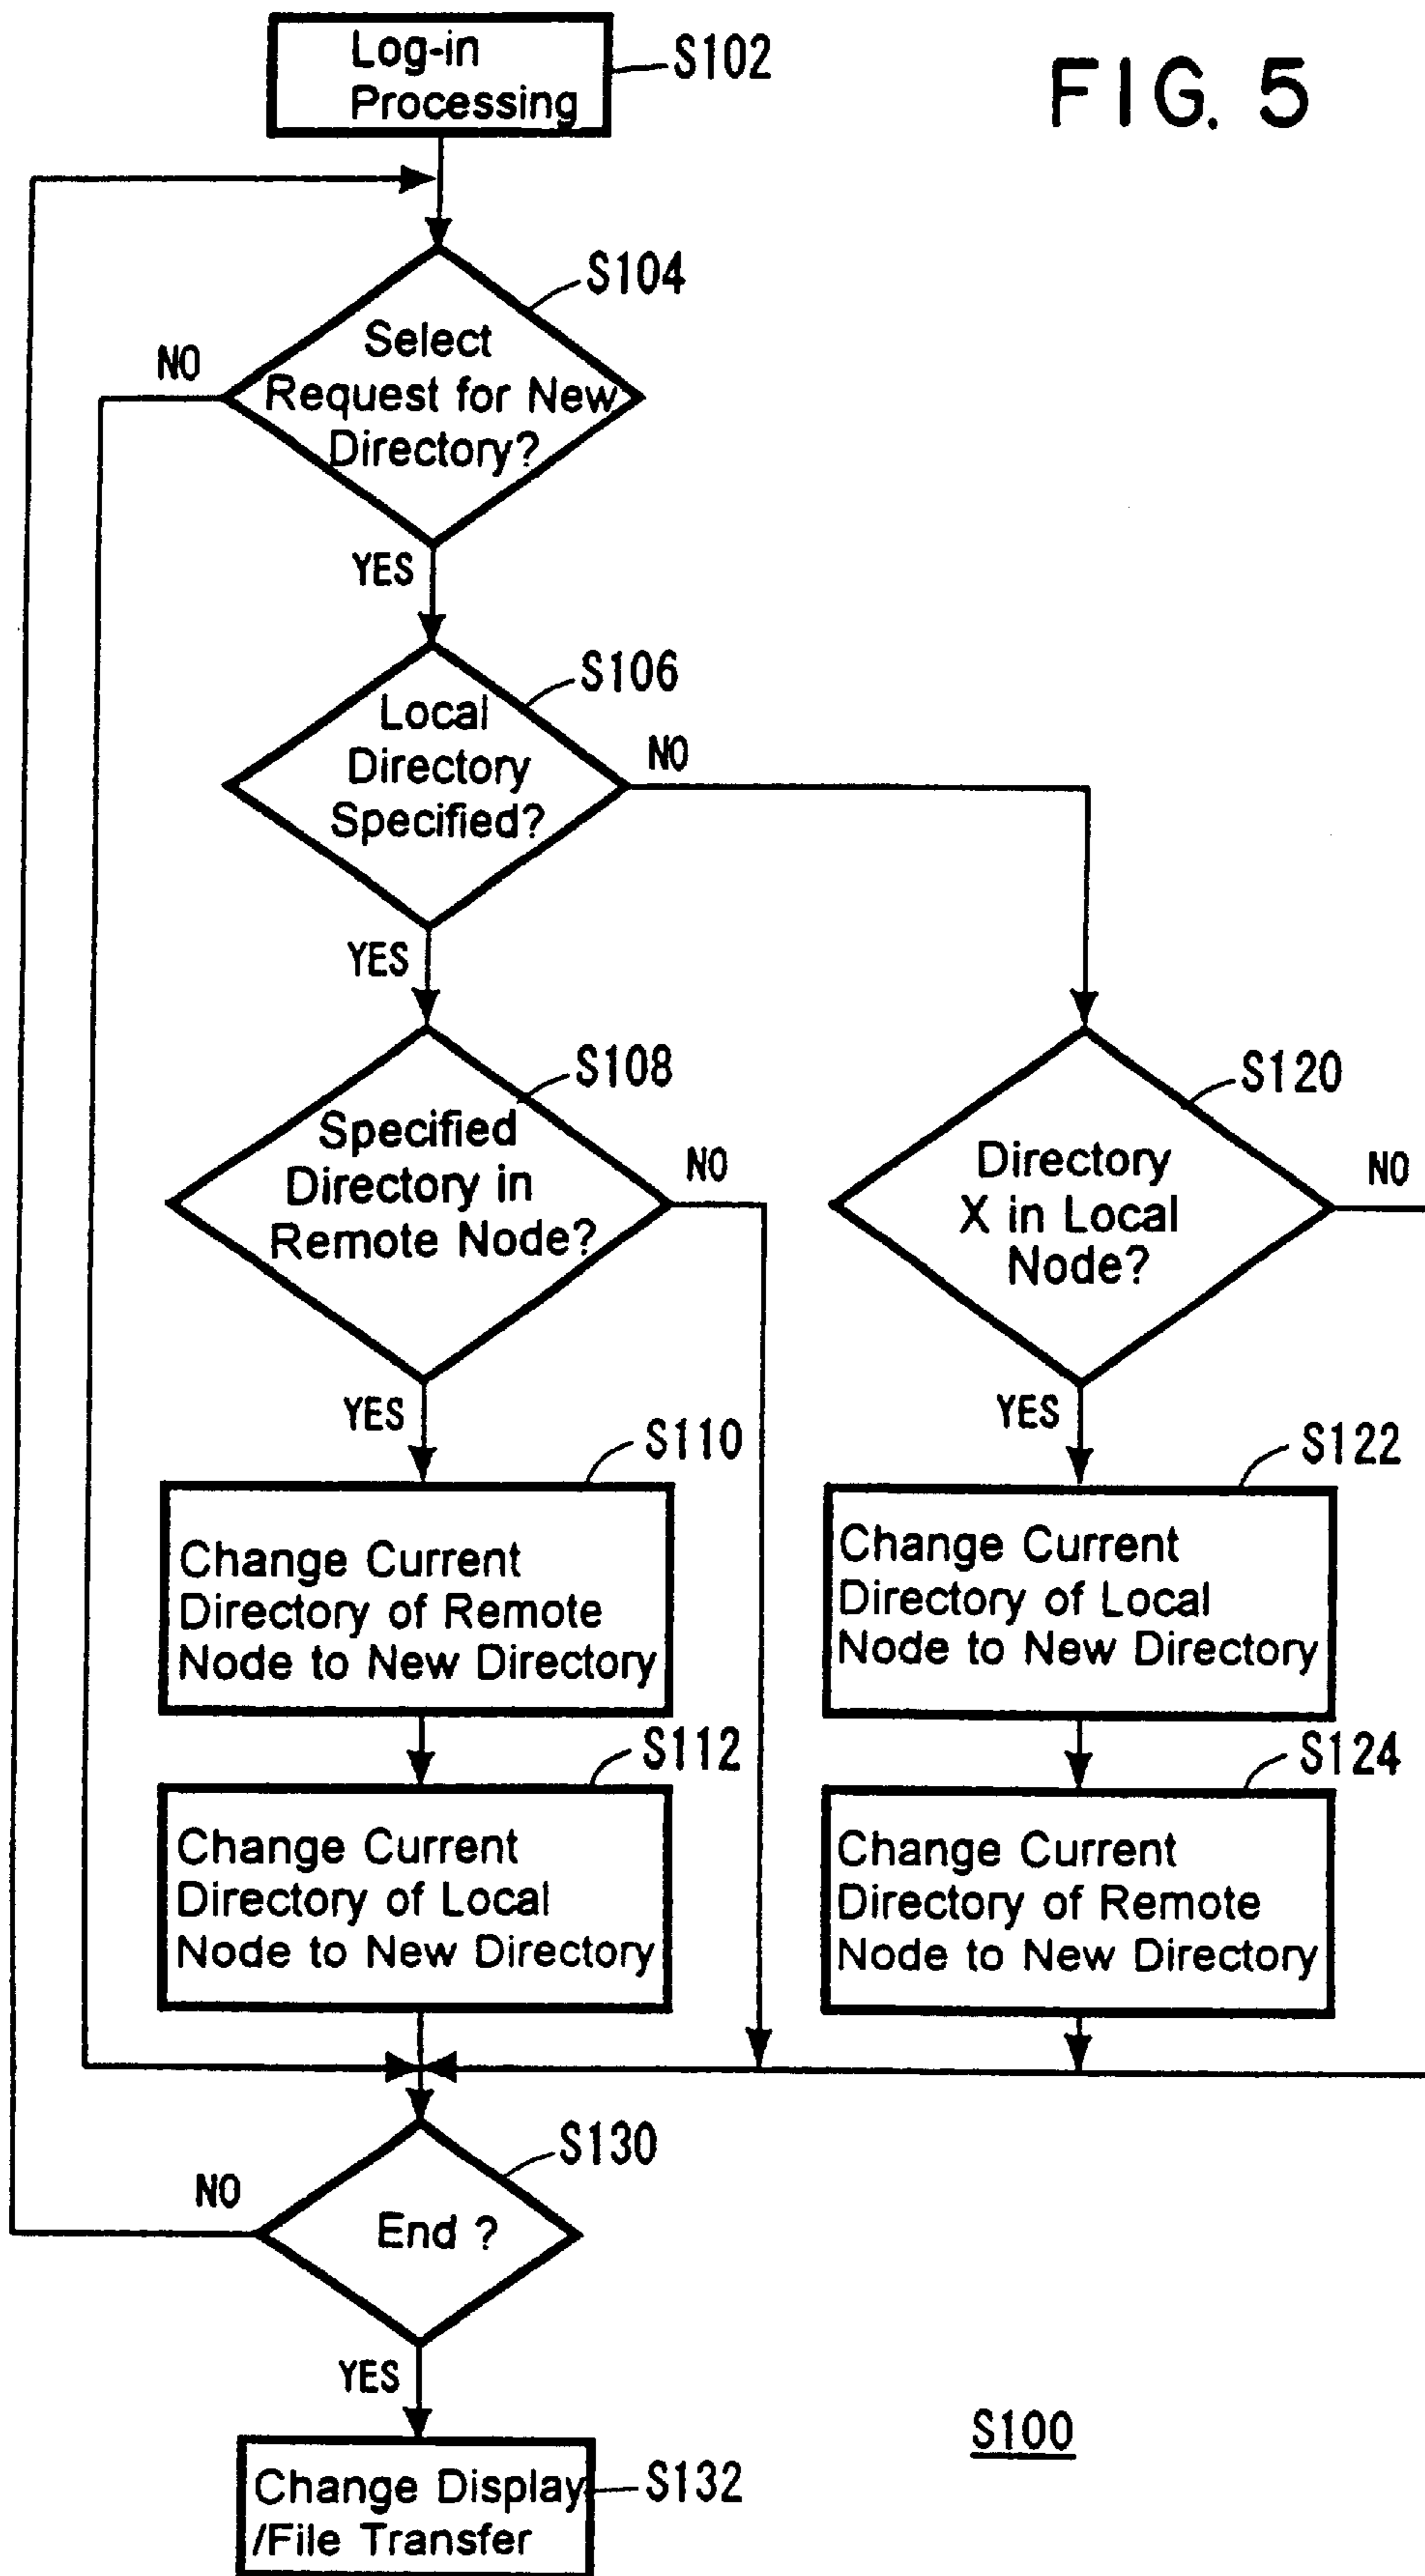 FIG. 5
Log-in
Processing
S102
S104
Select
Request for New
Directory?
NO
YES
S106
Local
Directory
Specified?
NO
YES
S108
Specified
Directory in
Remote Node?
NO
YES
S120
Directory
X in Local
Node?
NO
YES
S110
Change Current
Directory of Remote
Node to New Directory
S122
Change Current
Directory of Local
Node to New Directory
S112
Change Current
Directory of Local
Node to New Directory
S124
Change Current
Directory of Remote
Node to New Directory
S130
End ?
NO
YES
Change Display
/File Transfer
S132
S100